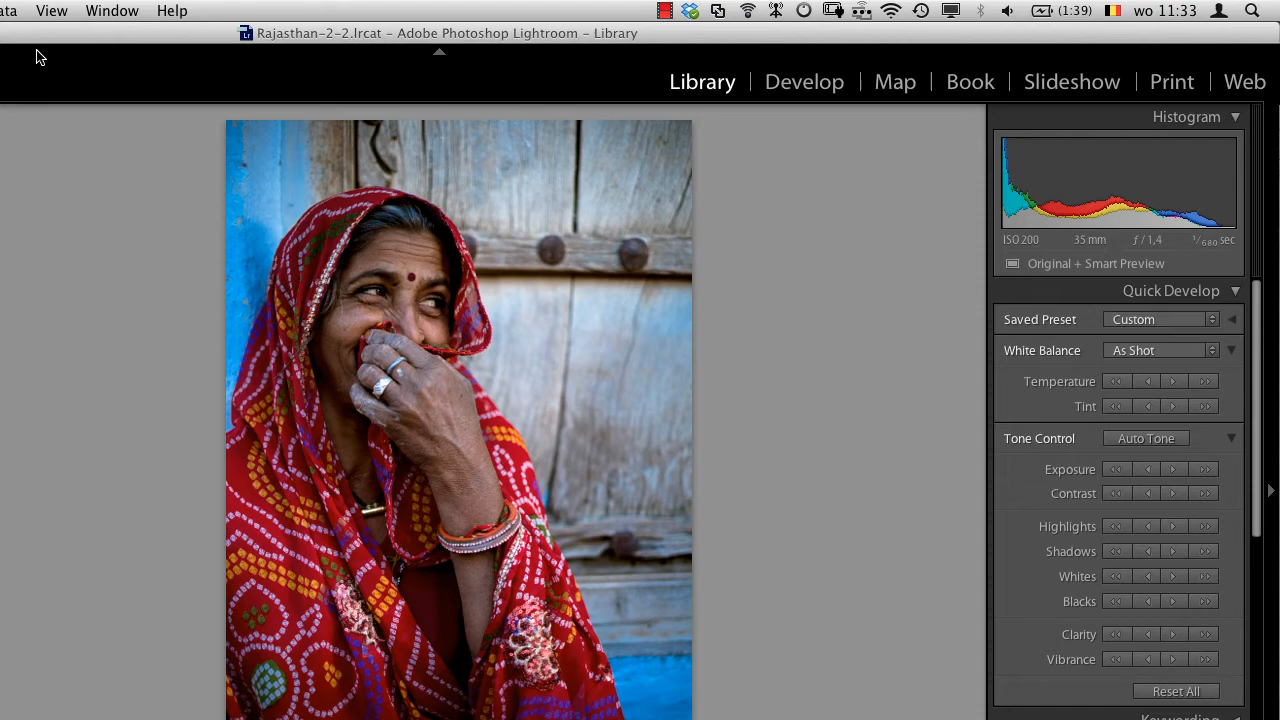 ata View Window Help (1:39) wo 11:33
Rajasthan-2-2.lrcat – Adobe Photoshop Lightroom – Library
Library | Develop | Map | Book | Slideshow | Print | Web
Histogram
ISO 200 35 mm ƒ / 1,4 1/680 sec
Original + Smart Preview
Quick Develop
Saved Preset Custom
White Balance As Shot
Temperature
Tint
Tone Control Auto Tone
Exposure
Contrast
Highlights
Shadows
Whites
Blacks
Clarity
Vibrance
Reset All
Keywording